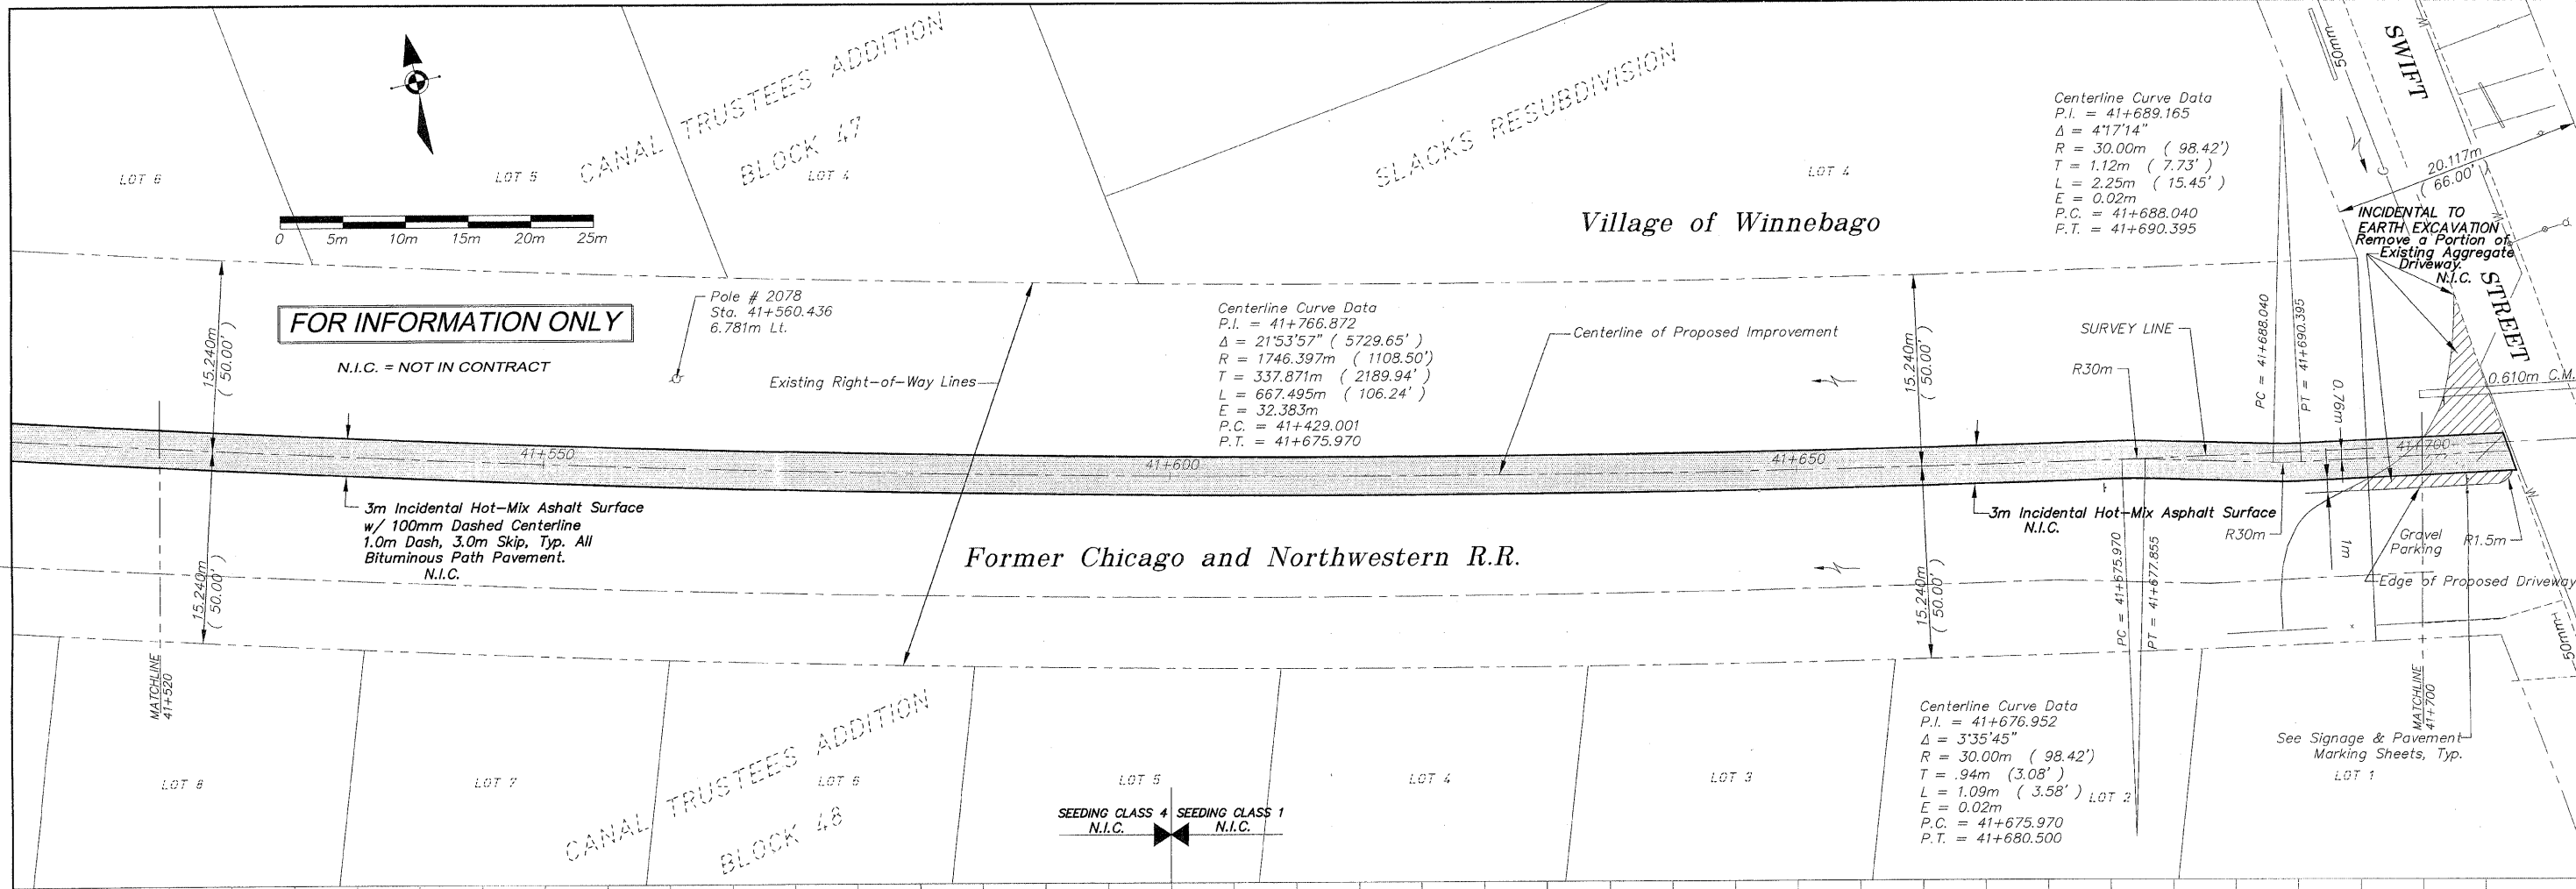 CANAL TRUSTEES ADDITION
BLOCK 47
LOT 6
LOT 5
LOT 4
SLACKS RESUBDIVISION
LOT 4
Village of Winnebago
0 5m 10m 15m 20m 25m
FOR INFORMATION ONLY
N.I.C. = NOT IN CONTRACT
15.240m
( 50.00' )
15.240m
( 50.00' )
MATCHLINE
41+520
Pole # 2078
Sta. 41+560.436
6.781m Lt.
Existing Right-of-Way Lines
Centerline Curve Data
P.I. = 41+766.872
Δ = 21°53'57" ( 5729.65' )
R = 1746.397m ( 1108.50')
T = 337.871m ( 2189.94' )
L = 667.495m ( 106.24' )
E = 32.383m
P.C. = 41+429.001
P.T. = 41+675.970
Centerline of Proposed Improvement
15.240m
( 50.00' )
15.240m
( 50.00' )
Centerline Curve Data
P.I. = 41+689.165
Δ = 4°17'14"
R = 30.00m ( 98.42')
T = 1.12m ( 7.73' )
L = 2.25m ( 15.45' )
E = 0.02m
P.C. = 41+688.040
P.T. = 41+690.395
SWIFT
STREET
50mm
20.117m
( 66.00' )
INCIDENTAL TO
EARTH EXCAVATION
Remove a Portion of
Existing Aggregate
Driveway.
N.I.C.
SURVEY LINE
R30m
PC = 41+688.040
PT = 41+690.395
0.76m
0.610m C.M.
41+550
41+600
41+650
41+700
3m Incidental Hot-Mix Ashalt Surface
w/ 100mm Dashed Centerline
1.0m Dash, 3.0m Skip, Typ. All
Bituminous Path Pavement.
N.I.C.
Former Chicago and Northwestern R.R.
3m Incidental Hot-Mix Asphalt Surface
N.I.C.
R30m
1m
Gravel
Parking
R1.5m
Edge of Proposed Driveway
PC = 41+675.970
PT = 41+677.855
50mm
MATCHLINE
41+700
See Signage & Pavement
Marking Sheets, Typ.
Centerline Curve Data
P.I. = 41+676.952
Δ = 3°35'45"
R = 30.00m ( 98.42')
T = .94m (3.08' )
L = 1.09m ( 3.58' )
E = 0.02m
P.C. = 41+675.970
P.T. = 41+680.500
LOT 8
LOT 7
LOT 6
LOT 5
LOT 4
LOT 3
LOT 2
LOT 1
CANAL TRUSTEES ADDITION
BLOCK 48
SEEDING CLASS 4 SEEDING CLASS 1
N.I.C. N.I.C.